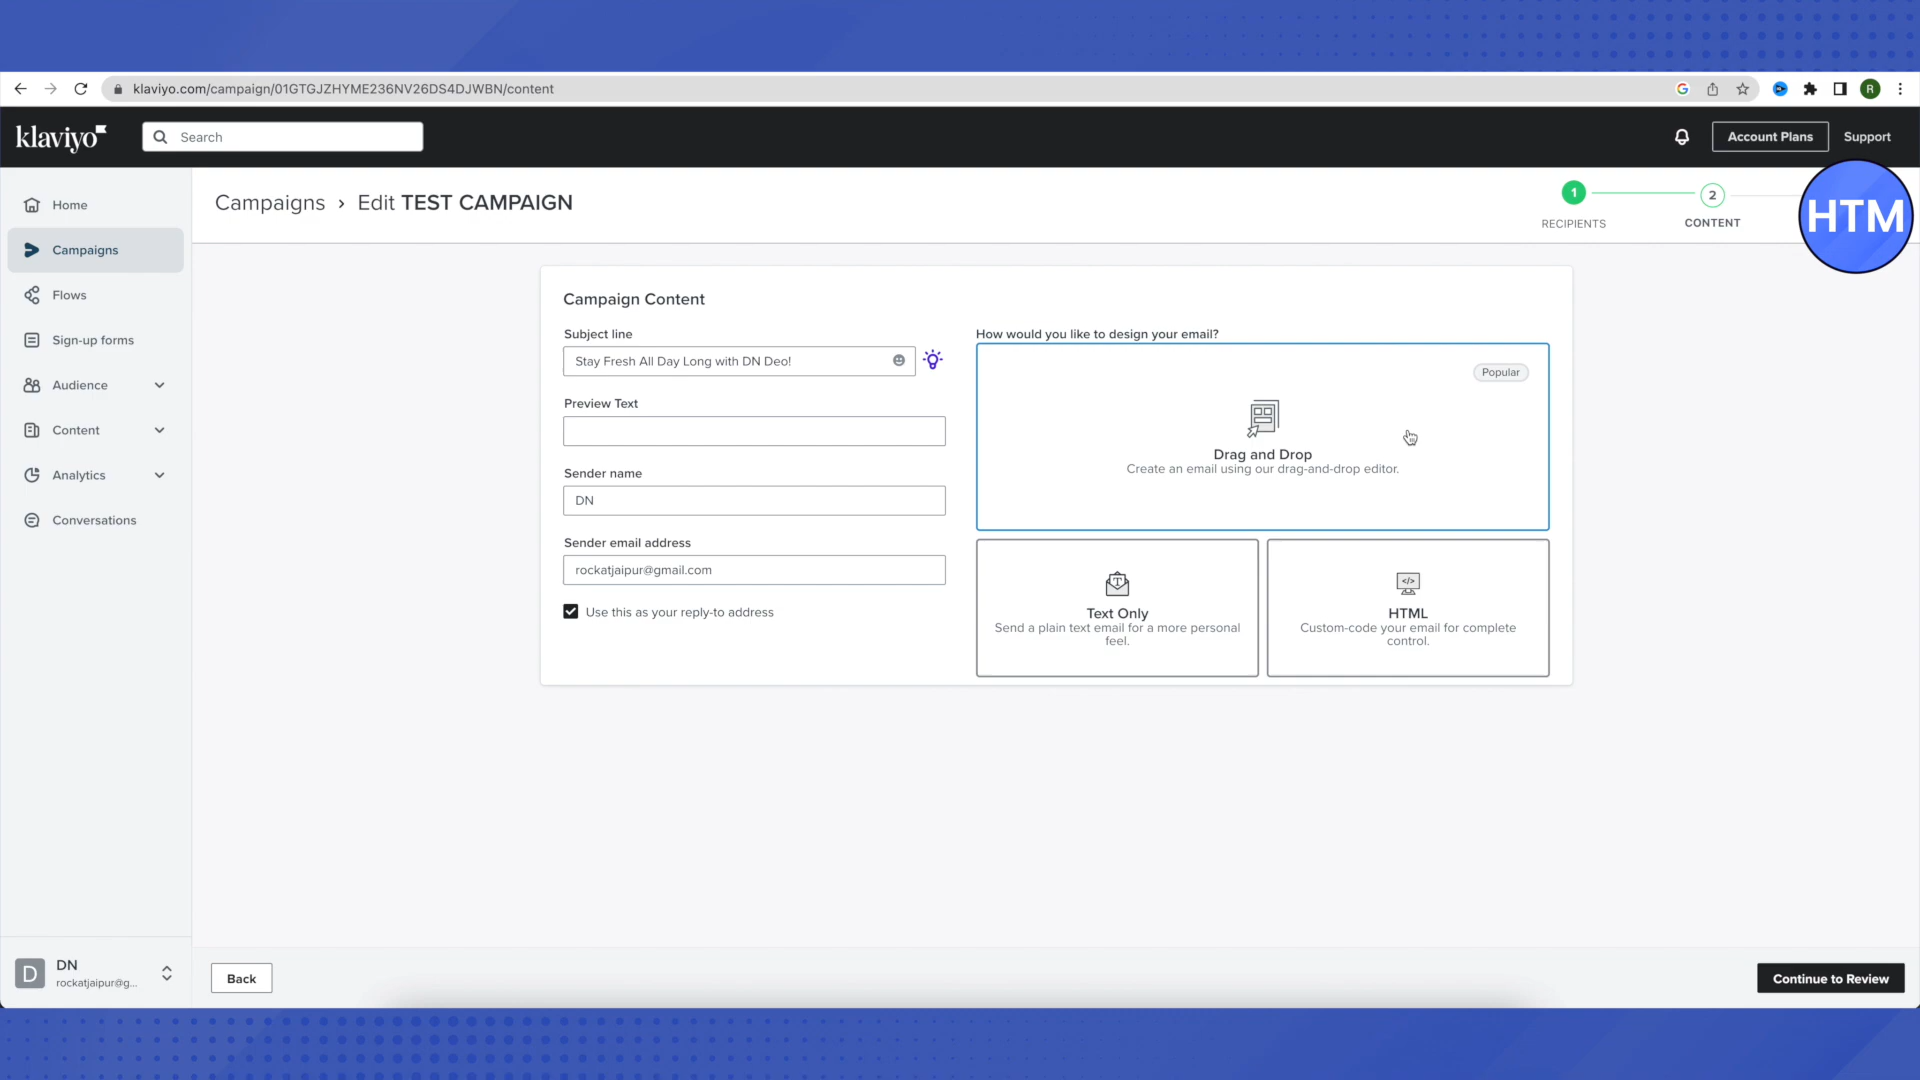 klaviyo.com/campaign/01GTGJZHYME236NV26DS4DJWBN/content
R
klaviyo
Search
Account Plans
Support
Home
Campaigns
Flows
Sign-up forms
Audience
Content
Analytics
Conversations
Campaigns › Edit TEST CAMPAIGN
1
RECIPIENTS
2
CONTENT
HTM
Campaign Content
Subject line
Stay Fresh All Day Long with DN Deo!
Preview Text
Sender name
DN
Sender email address
rockatjaipur@gmail.com
Use this as your reply-to address
How would you like to design your email?
Popular
Drag and Drop
Create an email using our drag-and-drop editor.
Text Only
Send a plain text email for a more personal
feel.
HTML
Custom-code your email for complete
control.
D
DN
rockatjaipur@g...
Back
Continue to Review